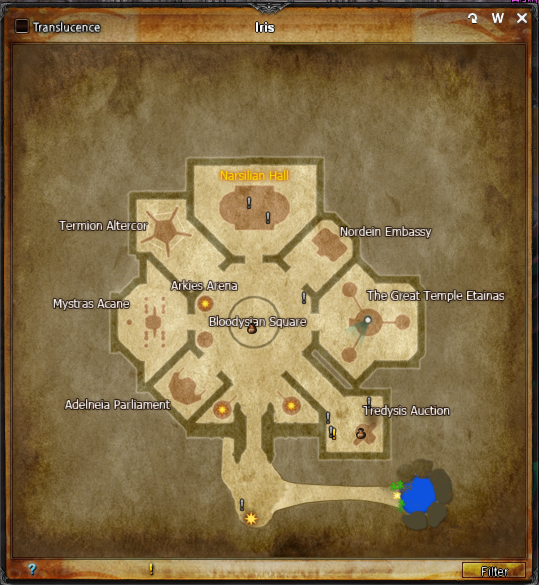 Translucence
Iris
W
Narsilian Hall
Termion Altercor
Nordein Embassy
Arkies Arena
The Great Temple Etainas
Mystras Acane
Bloodysian Square
Adelneia Parliament
Tredysis Auction
?
!
Filter